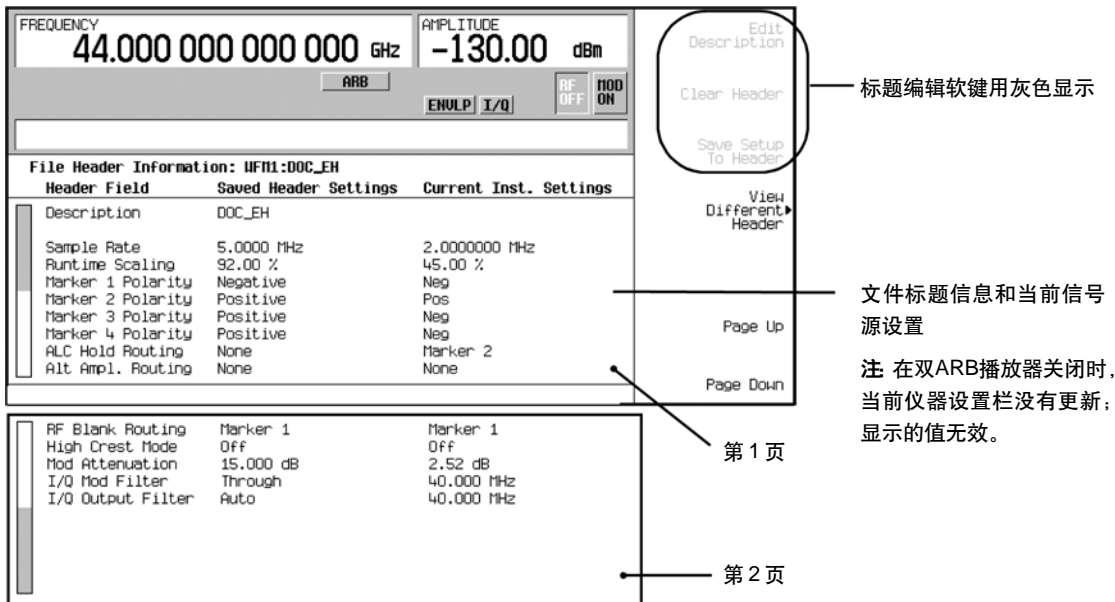 FREQUENCY
44.000 000 000 000 GHz
AMPLITUDE
-130.00 dBm
ARB
ENVLP I/Q
RF OFF
MOD ON
File Header Information: WFM1:DOC_EH
Header Field Saved Header Settings Current Inst. Settings
Description DOC_EH
Sample Rate 5.0000 MHz 2.0000000 MHz
Runtime Scaling 92.00 % 45.00 %
Marker 1 Polarity Negative Neg
Marker 2 Polarity Positive Pos
Marker 3 Polarity Positive Neg
Marker 4 Polarity Positive Neg
ALC Hold Routing None Marker 2
Alt Ampl. Routing None None
RF Blank Routing Marker 1 Marker 1
High Crest Mode Off Off
Mod Attenuation 15.000 dB 2.52 dB
I/Q Mod Filter Through 40.000 MHz
I/Q Output Filter Auto 40.000 MHz
Edit
Description
Clear Header
Save Setup
To Header
View
Different
Header
Page Up
Page Down
标题编辑软键用灰色显示
文件标题信息和当前信号
源设置
注: 在双ARB播放器关闭时，
当前仪器设置栏没有更新；
显示的值无效。
第 1 页
第 2 页